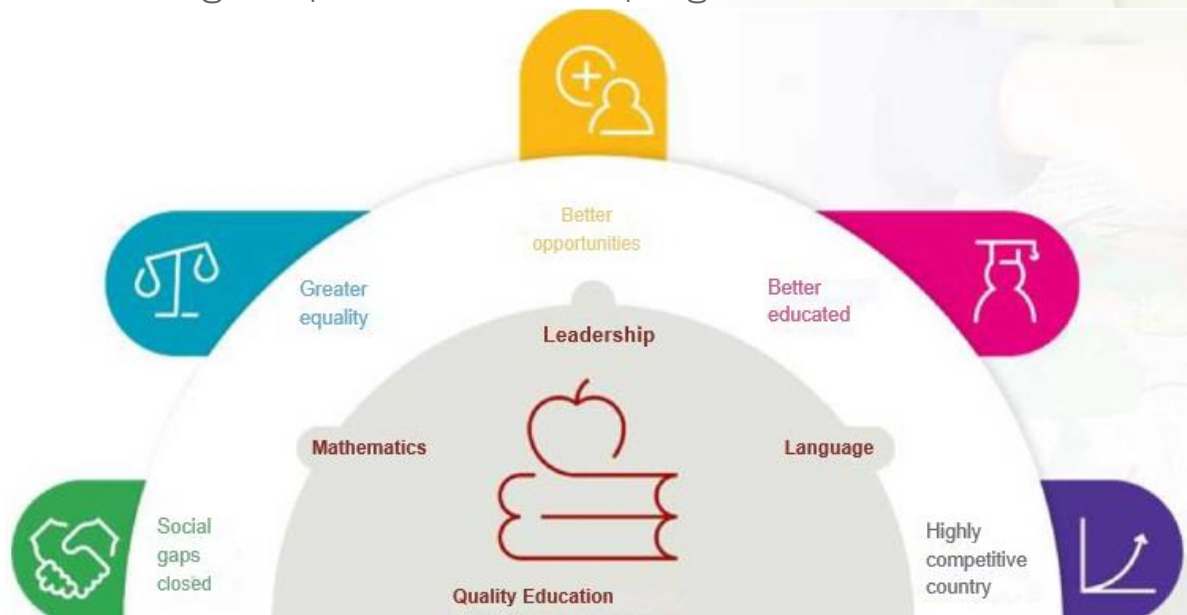 Better
opportunities
Greater
equality
Better
educated
Leadership
Mathematics
Language
Social
gaps
closed
Highly
competitive
country
Quality Education